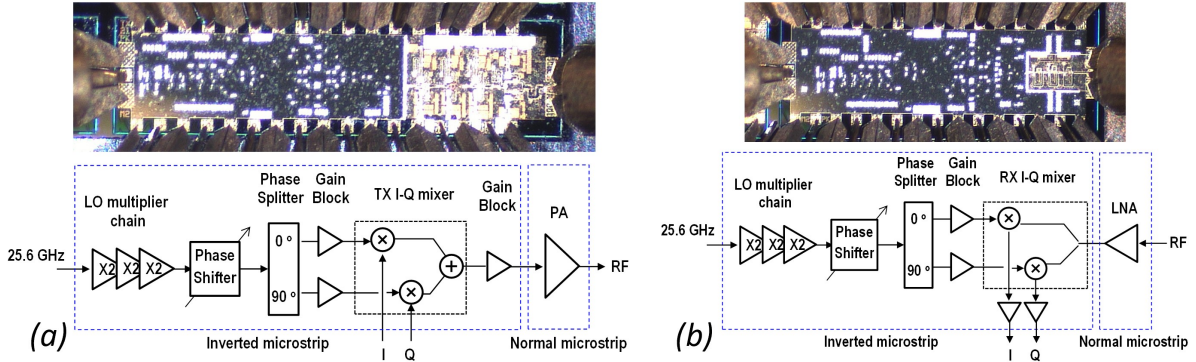 Phase
Splitter
Gain
Block
TX I-Q mixer
Gain
Block
PA
LO multiplier
chain
25.6 GHz
X2 X2 X2
Phase
Shifter
0 °
90 °
RF
(a)
Inverted microstrip
I
Q
Normal microstrip
Phase
Splitter
Gain
Block
RX I-Q mixer
LNA
LO multiplier
chain
25.6 GHz
X2 X2 X2
Phase
Shifter
0 °
90 °
RF
(b)
Inverted microstrip
I
Q
Normal microstrip